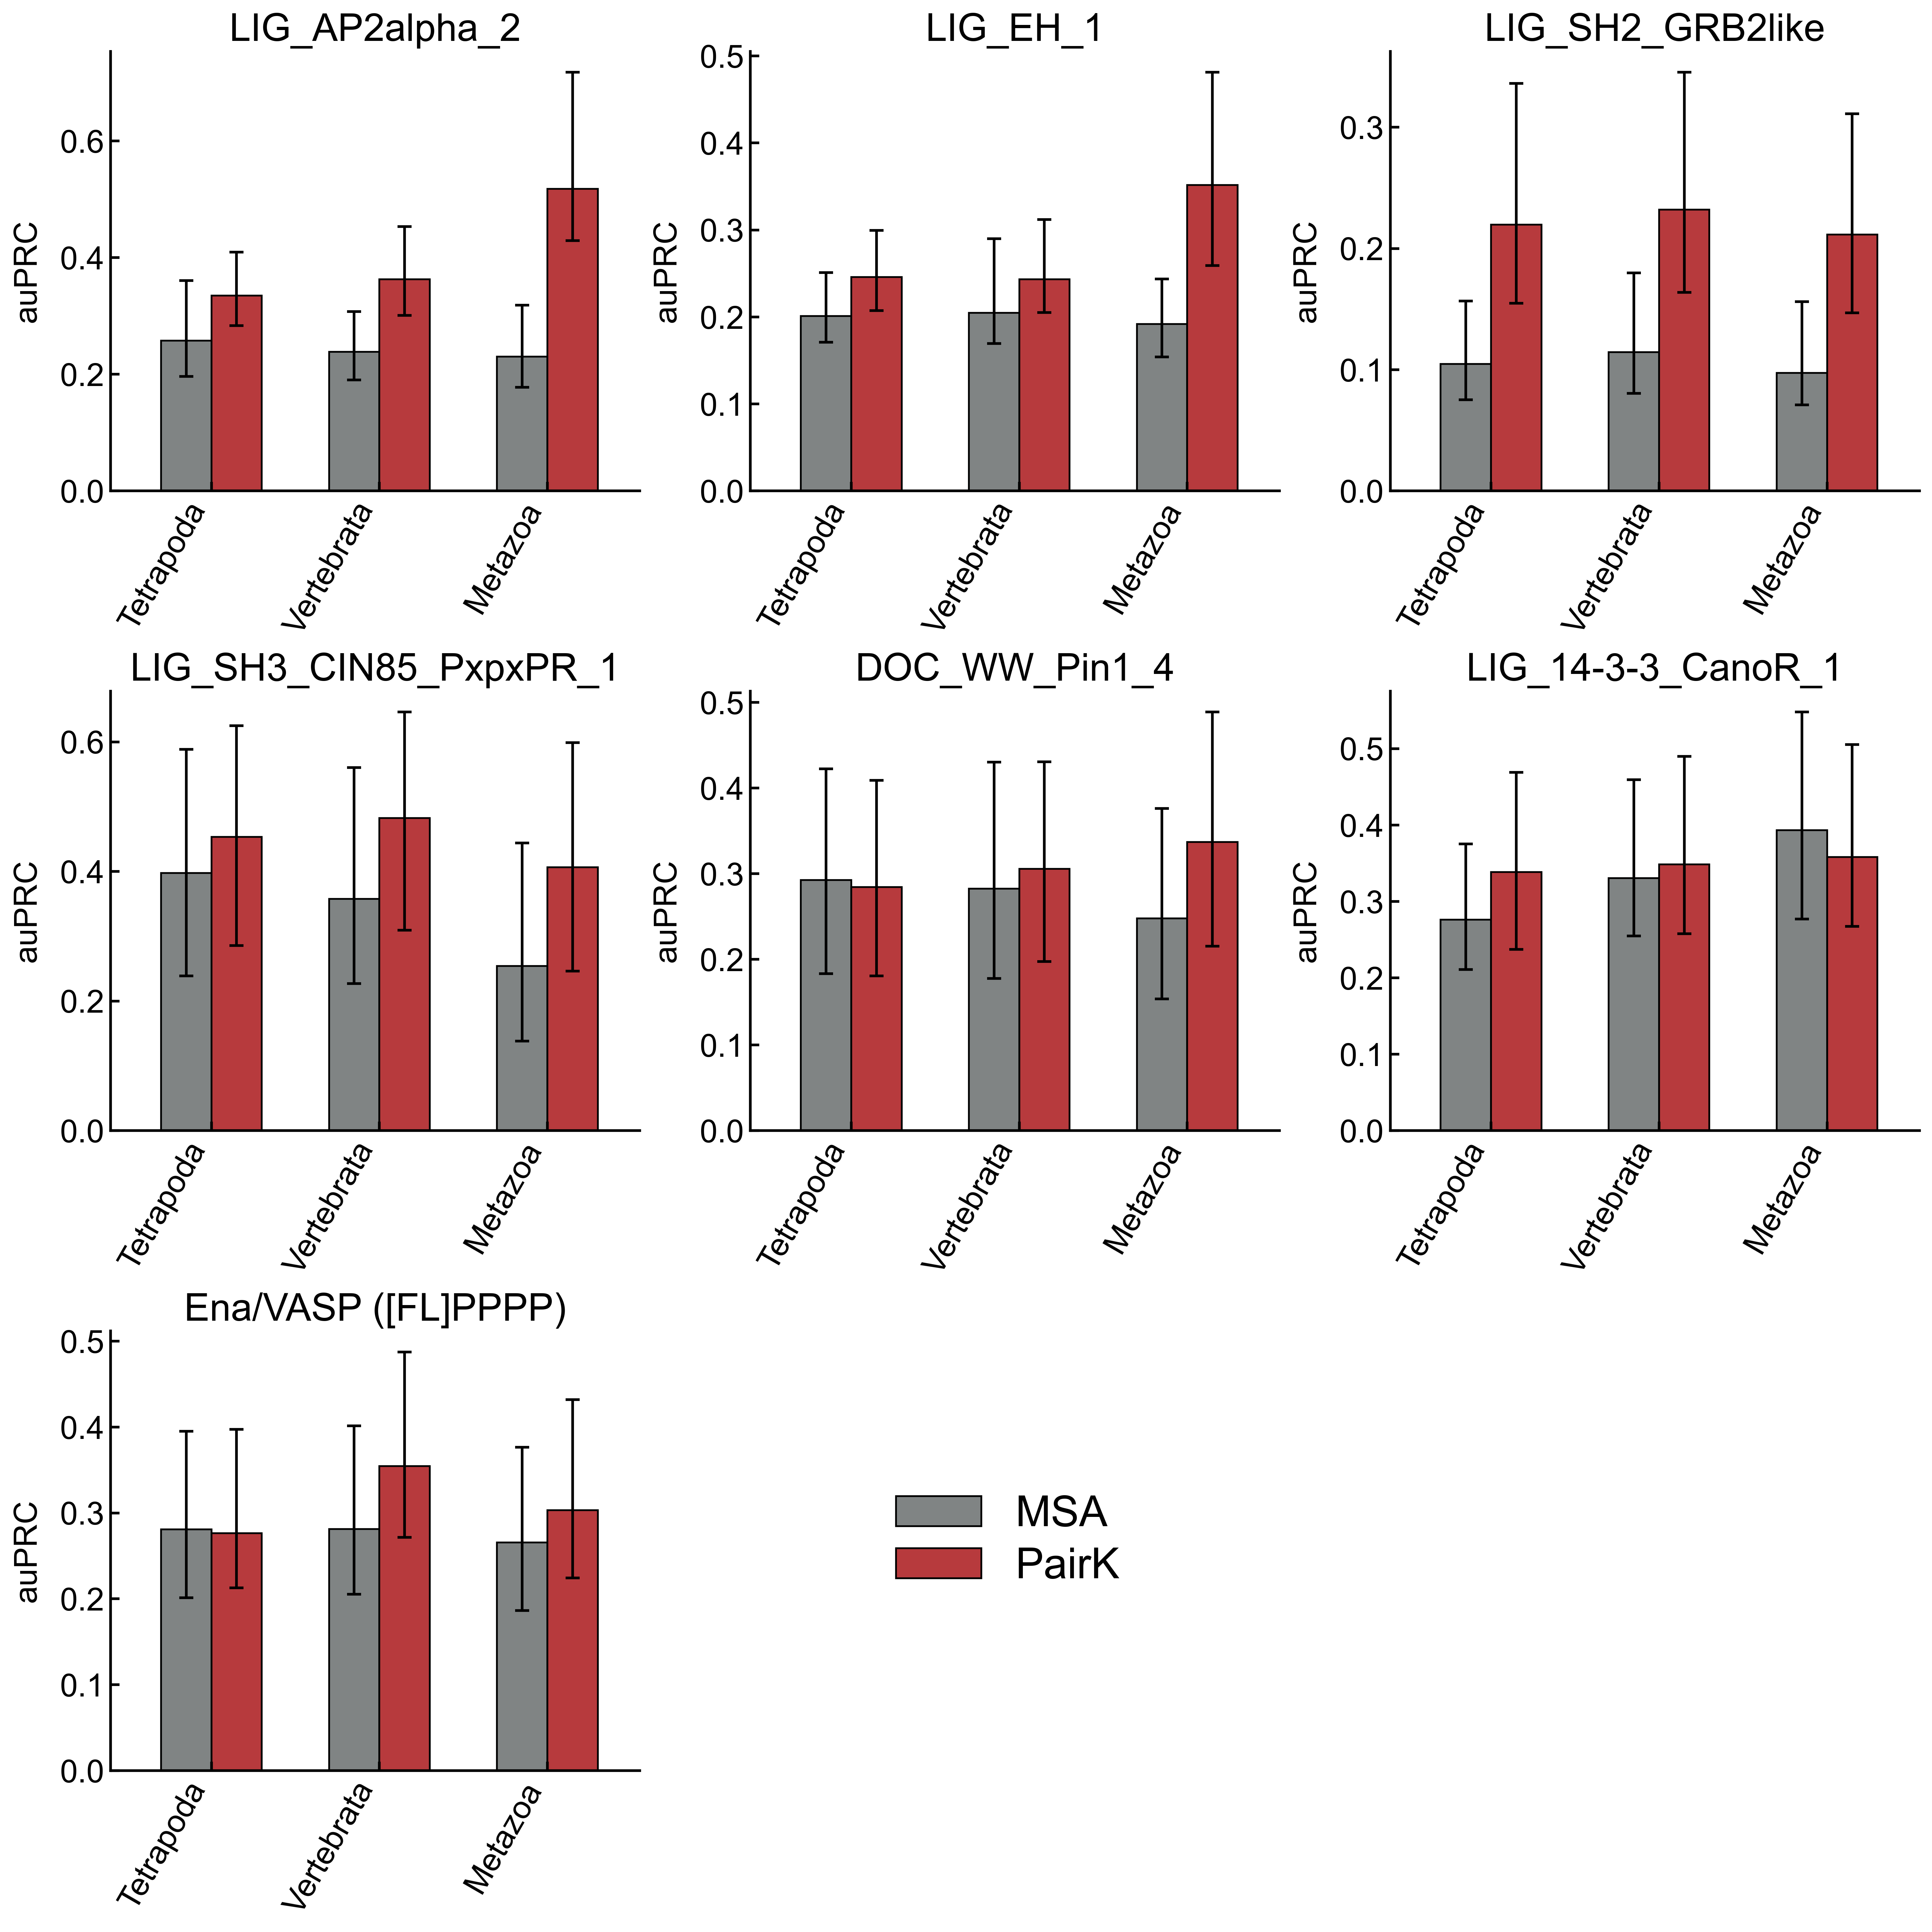 LIG_AP2alpha_2
auPRC
0.6
0.4
0.2
0.0
Tetrapoda
Vertebrata
Metazoa
LIG_EH_1
auPRC
0.5
0.4
0.3
0.2
0.1
0.0
Tetrapoda
Vertebrata
Metazoa
LIG_SH2_GRB2like
auPRC
0.3
0.2
0.1
0.0
Tetrapoda
Vertebrata
Metazoa
LIG_SH3_CIN85_PxpxPR_1
auPRC
0.6
0.4
0.2
0.0
Tetrapoda
Vertebrata
Metazoa
DOC_WW_Pin1_4
auPRC
0.5
0.4
0.3
0.2
0.1
0.0
Tetrapoda
Vertebrata
Metazoa
LIG_14-3-3_CanoR_1
auPRC
0.5
0.4
0.3
0.2
0.1
0.0
Tetrapoda
Vertebrata
Metazoa
Ena/VASP ([FL]PPPP)
auPRC
0.5
0.4
0.3
0.2
0.1
0.0
Tetrapoda
Vertebrata
Metazoa
MSA
PairK